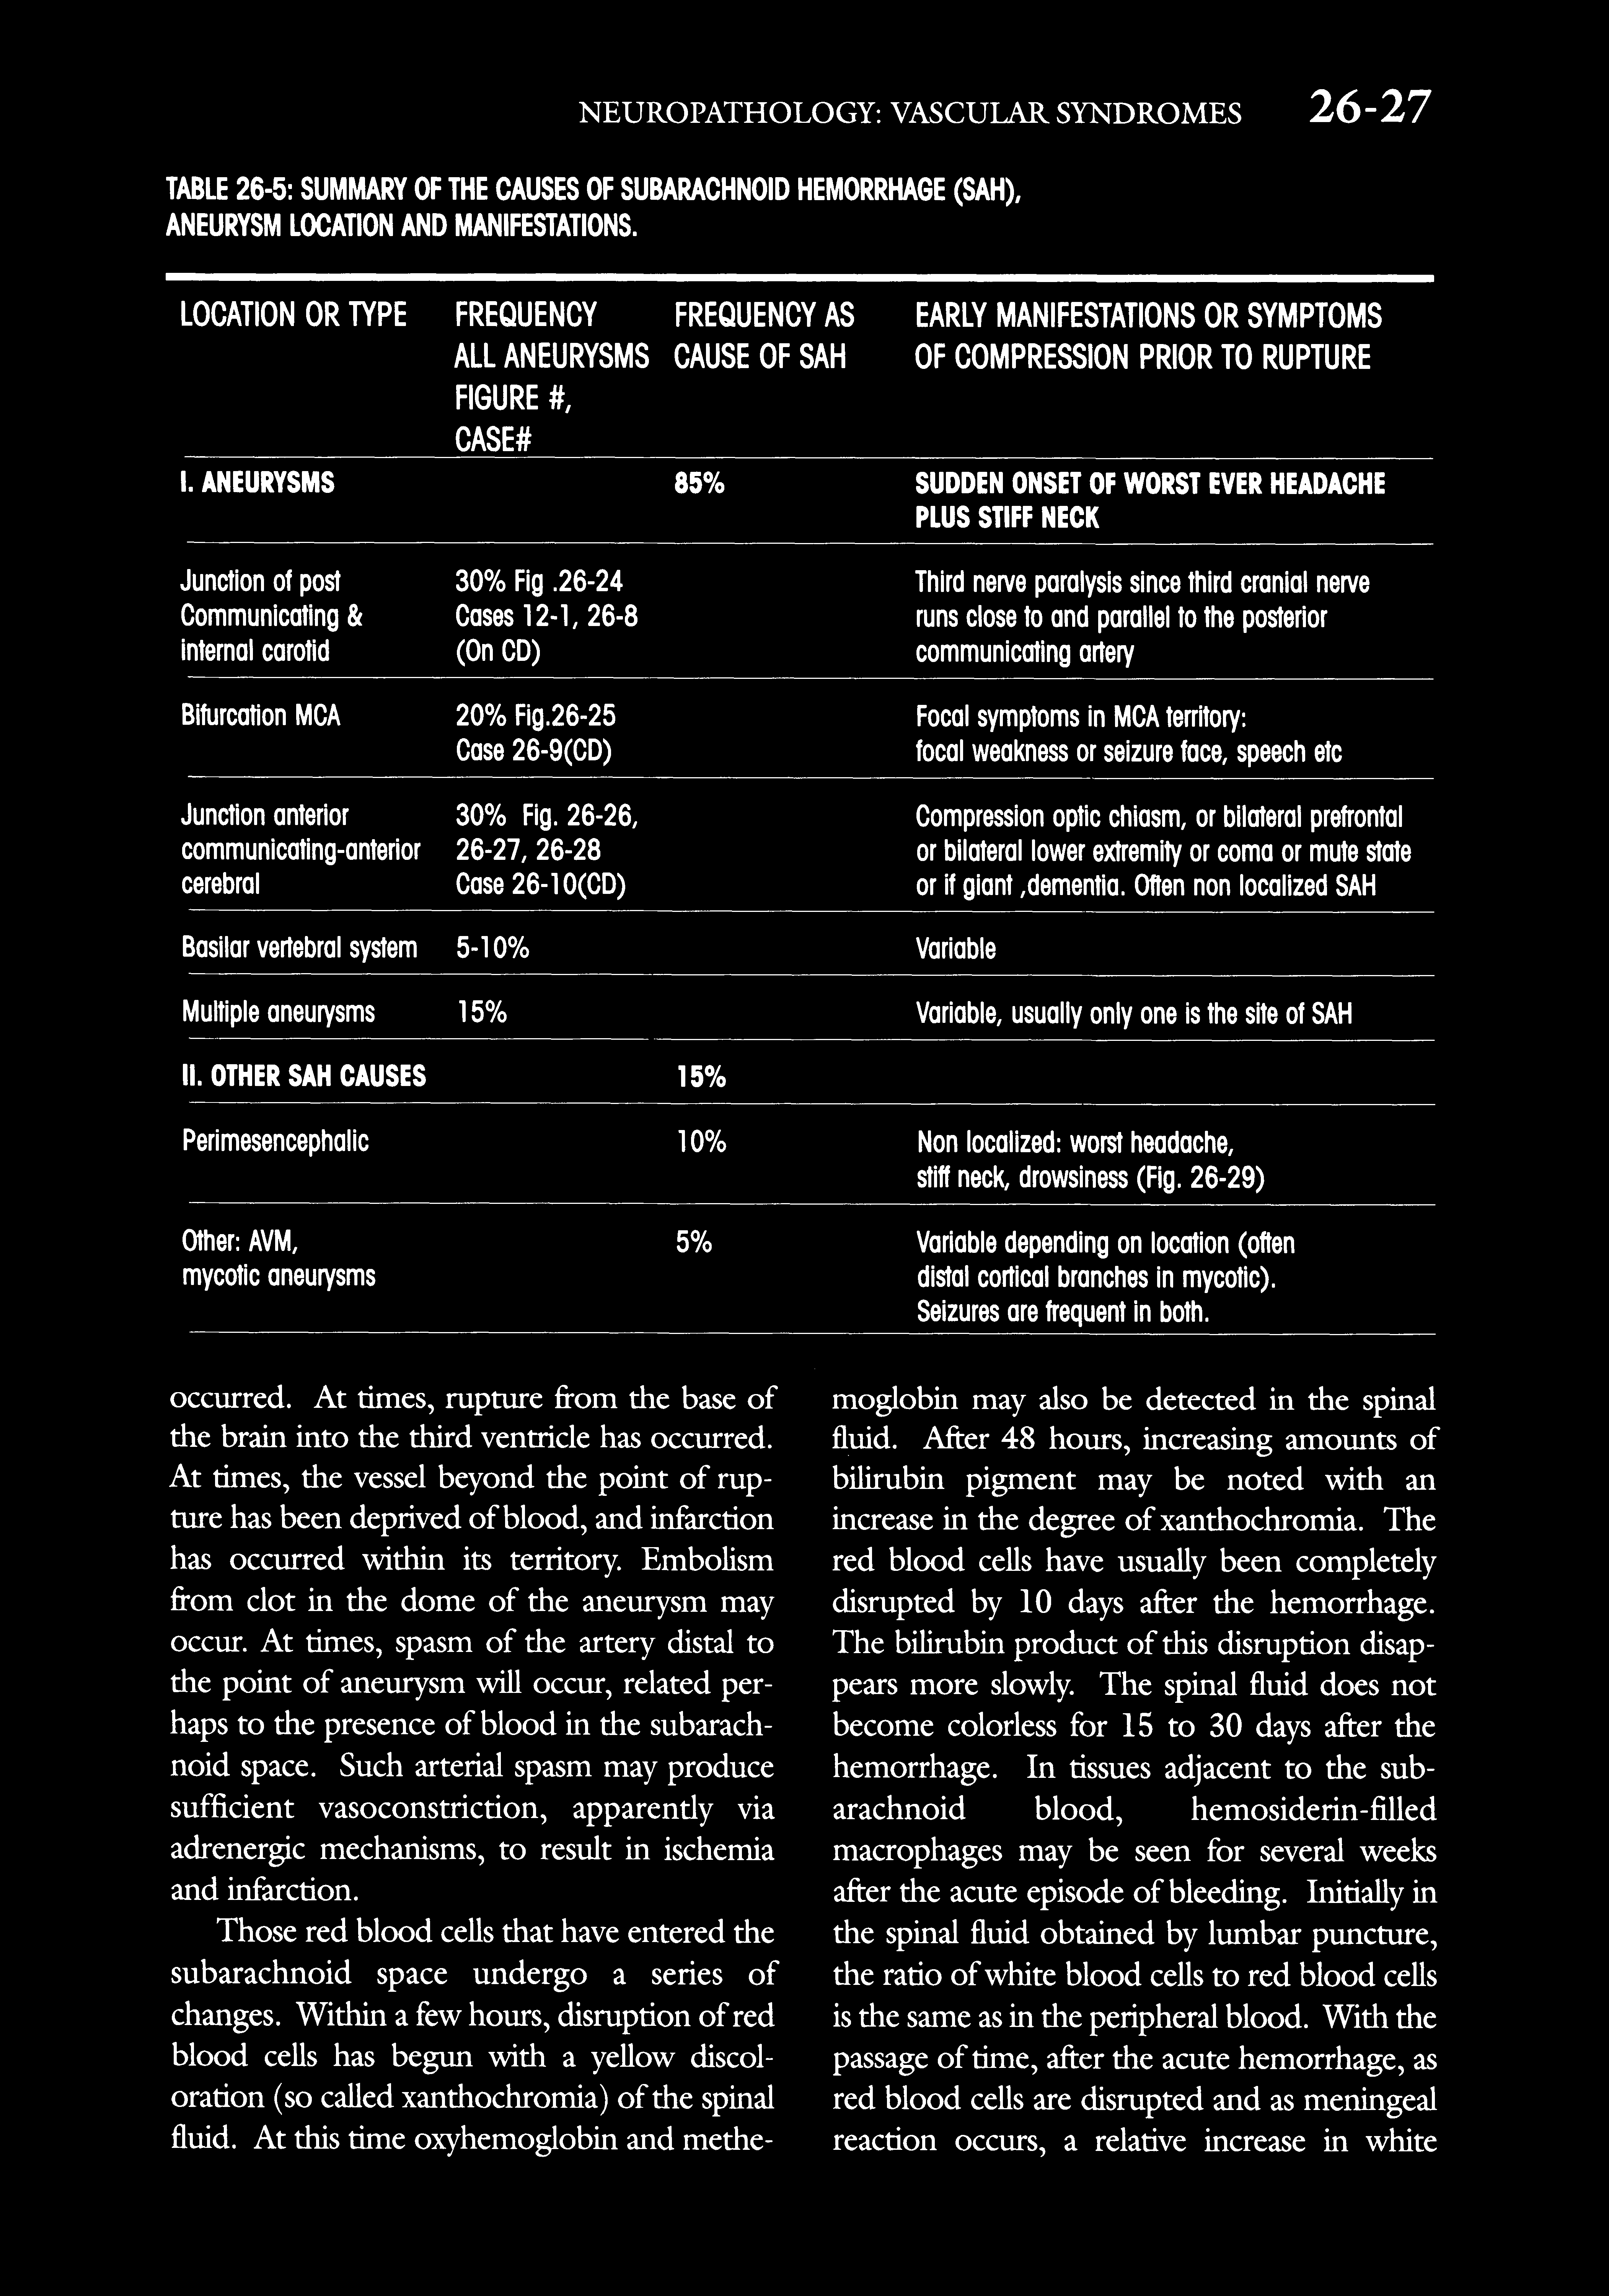 NEUROPATHOLOGY: VASCULAR SYNDROMES 26-27
TABLE 26-5: SUMMARY OF THE CAUSES OF SUBARACHNOID HEMORRHAGE (SAH),
ANEURYSM LOCATION AND MANIFESTATIONS.
LOCATION OR TYPE FREQUENCY FREQUENCY AS EARLY MANIFESTATIONS OR SYMPTOMS
ALL ANEURYSMS CAUSE OF SAH OF COMPRESSION PRIOR TO RUPTURE
FIGURE #,
CASE#
I. ANEURYSMS 85% SUDDEN ONSET OF WORST EVER HEADACHE
PLUS STIFF NECK
Junction of post 30% Fig .26-24 Third nerve paralysis since third cranial nerve
Communicating & Cases 12-1, 26-8 runs close to and parallel to the posterior
internal carotid (On CD) communicating artery
Bifurcation MCA 20% Fig.26-25 Focal symptoms in MCA territory:
Case 26-9(CD) focal weakness or seizure face, speech etc
Junction anterior 30% Fig. 26-26, Compression optic chiasm, or bilateral prefrontal
communicating-anterior 26-27, 26-28 or bilateral lower extremity or coma or mute state
cerebral Case 26-10(CD) or if giant ,dementia. Often non localized SAH
Basilar vertebral system 5-10% Variable
Multiple aneurysms 15% Variable, usually only one is the site of SAH
II. OTHER SAH CAUSES 15%
Perimesencephalic 10% Non localized: worst headache,
stiff neck, drowsiness (Fig. 26-29)
Other: AVM, 5% Variable depending on location (often
mycotic aneurysms distal cortical branches in mycotic).
Seizures are frequent in both.
occurred. At times, rupture from the base of
the brain into the third ventricle has occurred.
At times, the vessel beyond the point of rup-
ture has been deprived of blood, and infarction
has occurred within its territory. Embolism
from clot in the dome of the aneurysm may
occur. At times, spasm of the artery distal to
the point of aneurysm will occur, related per-
haps to the presence of blood in the subarach-
noid space. Such arterial spasm may produce
sufficient vasoconstriction, apparently via
adrenergic mechanisms, to result in ischemia
and infarction.
Those red blood cells that have entered the
subarachnoid space undergo a series of
changes. Within a few hours, disruption of red
blood cells has begun with a yellow discol-
oration (so called xanthochromia) of the spinal
fluid. At this time oxyhemoglobin and methe-
moglobin may also be detected in the spinal
fluid. After 48 hours, increasing amounts of
bilirubin pigment may be noted with an
increase in the degree of xanthochromia. The
red blood cells have usually been completely
disrupted by 10 days after the hemorrhage.
The bilirubin product of this disruption disap-
pears more slowly. The spinal fluid does not
become colorless for 15 to 30 days after the
hemorrhage. In tissues adjacent to the sub-
arachnoid blood, hemosiderin-filled
macrophages may be seen for several weeks
after the acute episode of bleeding. Initially in
the spinal fluid obtained by lumbar puncture,
the ratio of white blood cells to red blood cells
is the same as in the peripheral blood. With the
passage of time, after the acute hemorrhage, as
red blood cells are disrupted and as meningeal
reaction occurs, a relative increase in white